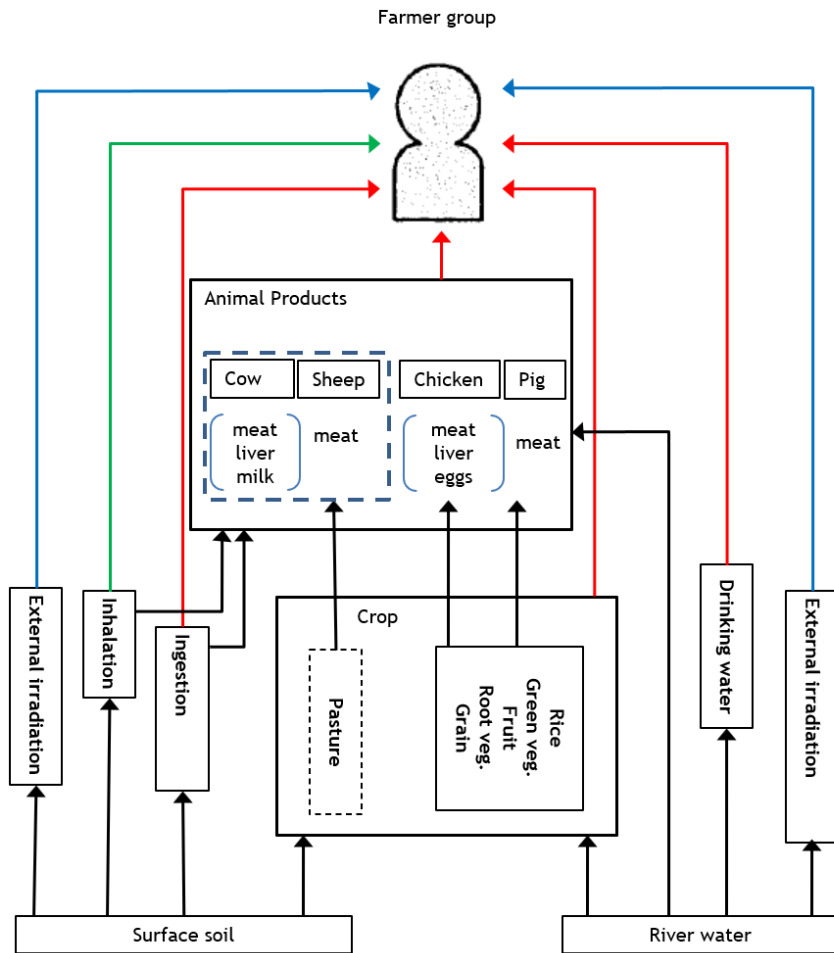 Farmer group
Animal Products
Cow
Sheep
Chicken
Pig
meat
liver
milk
meat
meat
liver
eggs
meat
External irradiation
Inhalation
Ingestion
Crop
Pasture
Rice
Green veg.
Fruit
Root veg.
Grain
Drinking water
External irradiation
Surface soil
River water